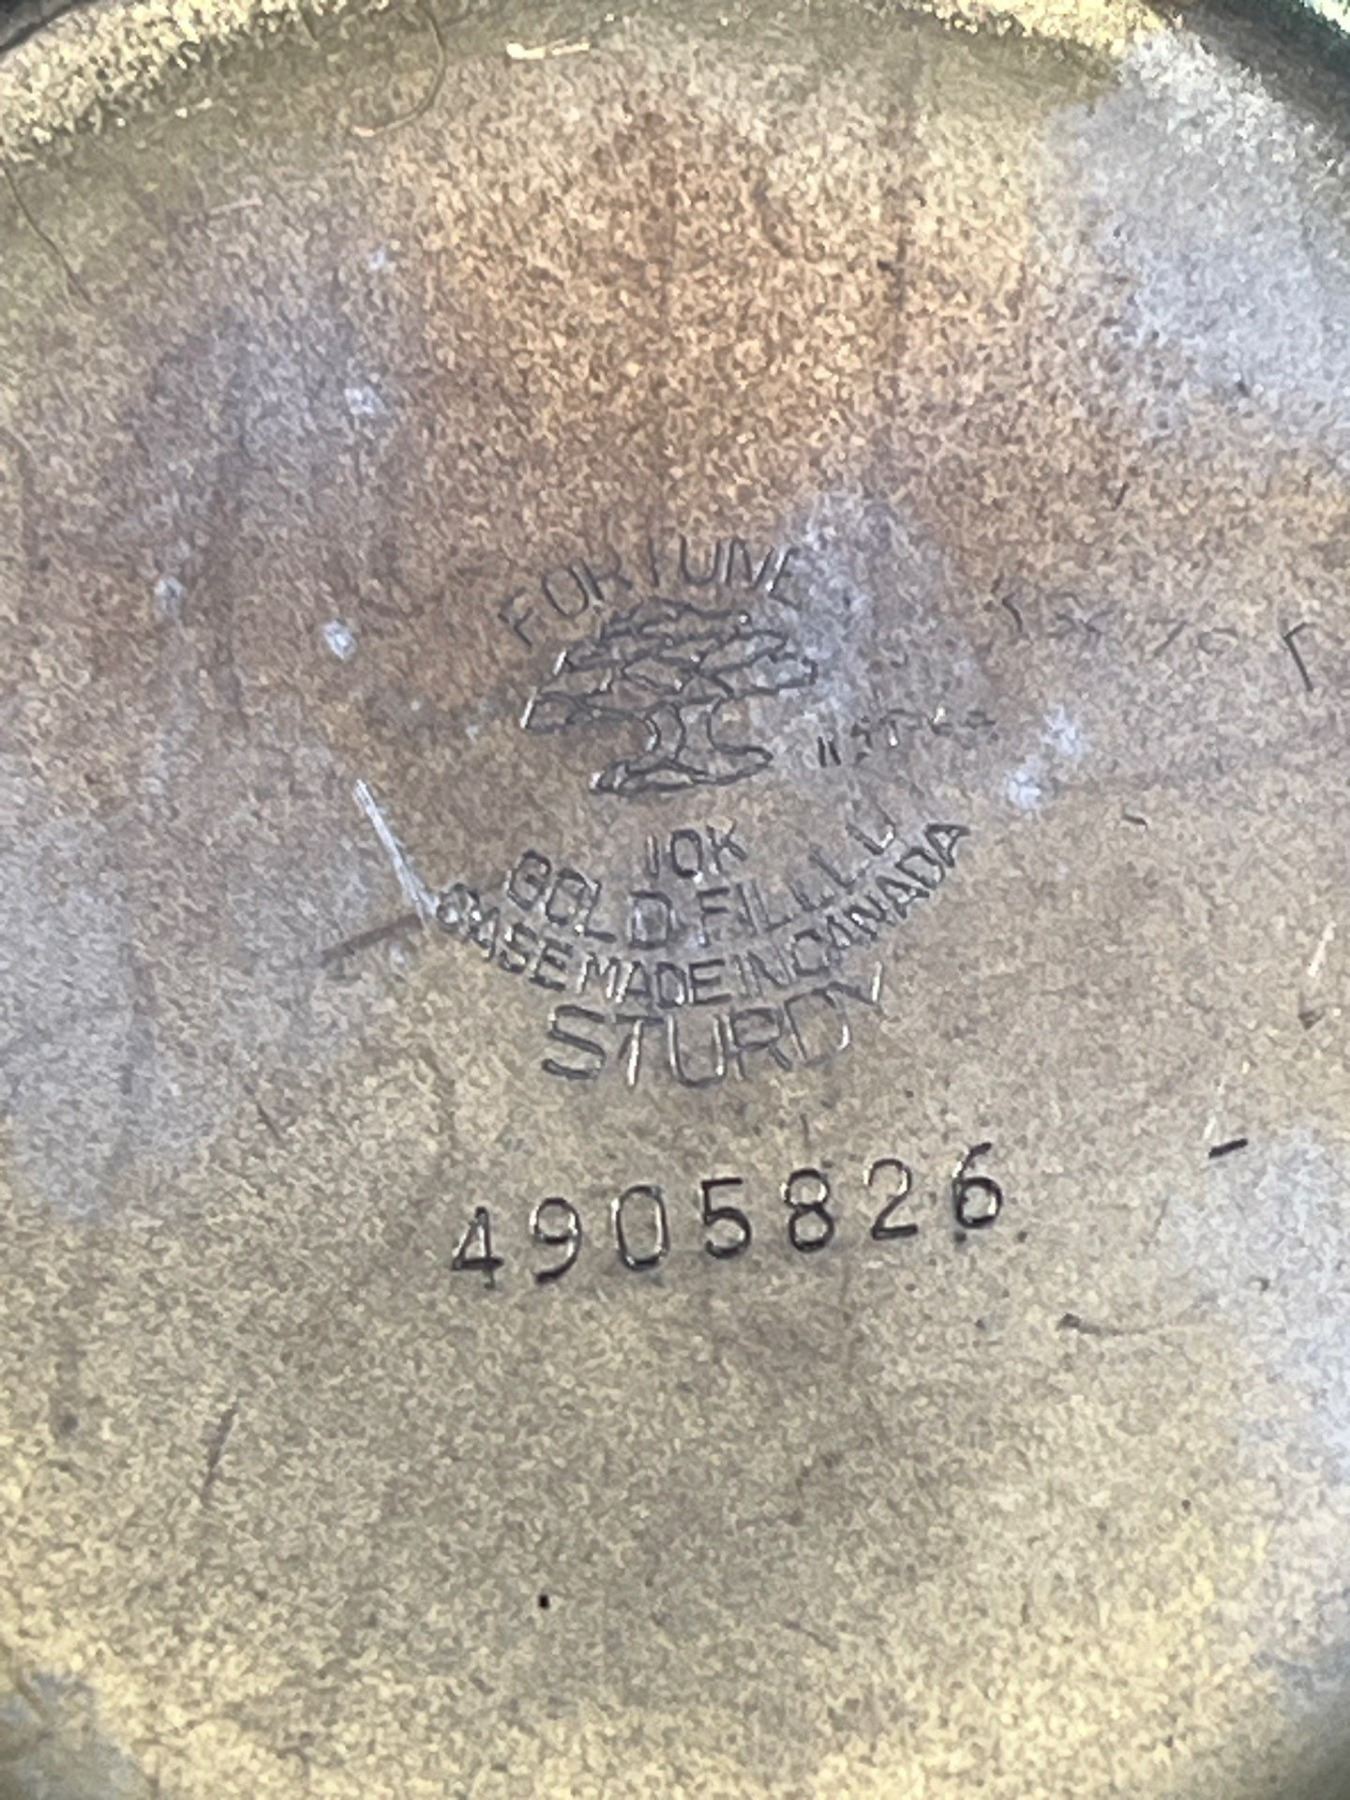 FORTUNE
10K
GOLD FILLED
CASE MADE IN CANADA
STURDY
4905826